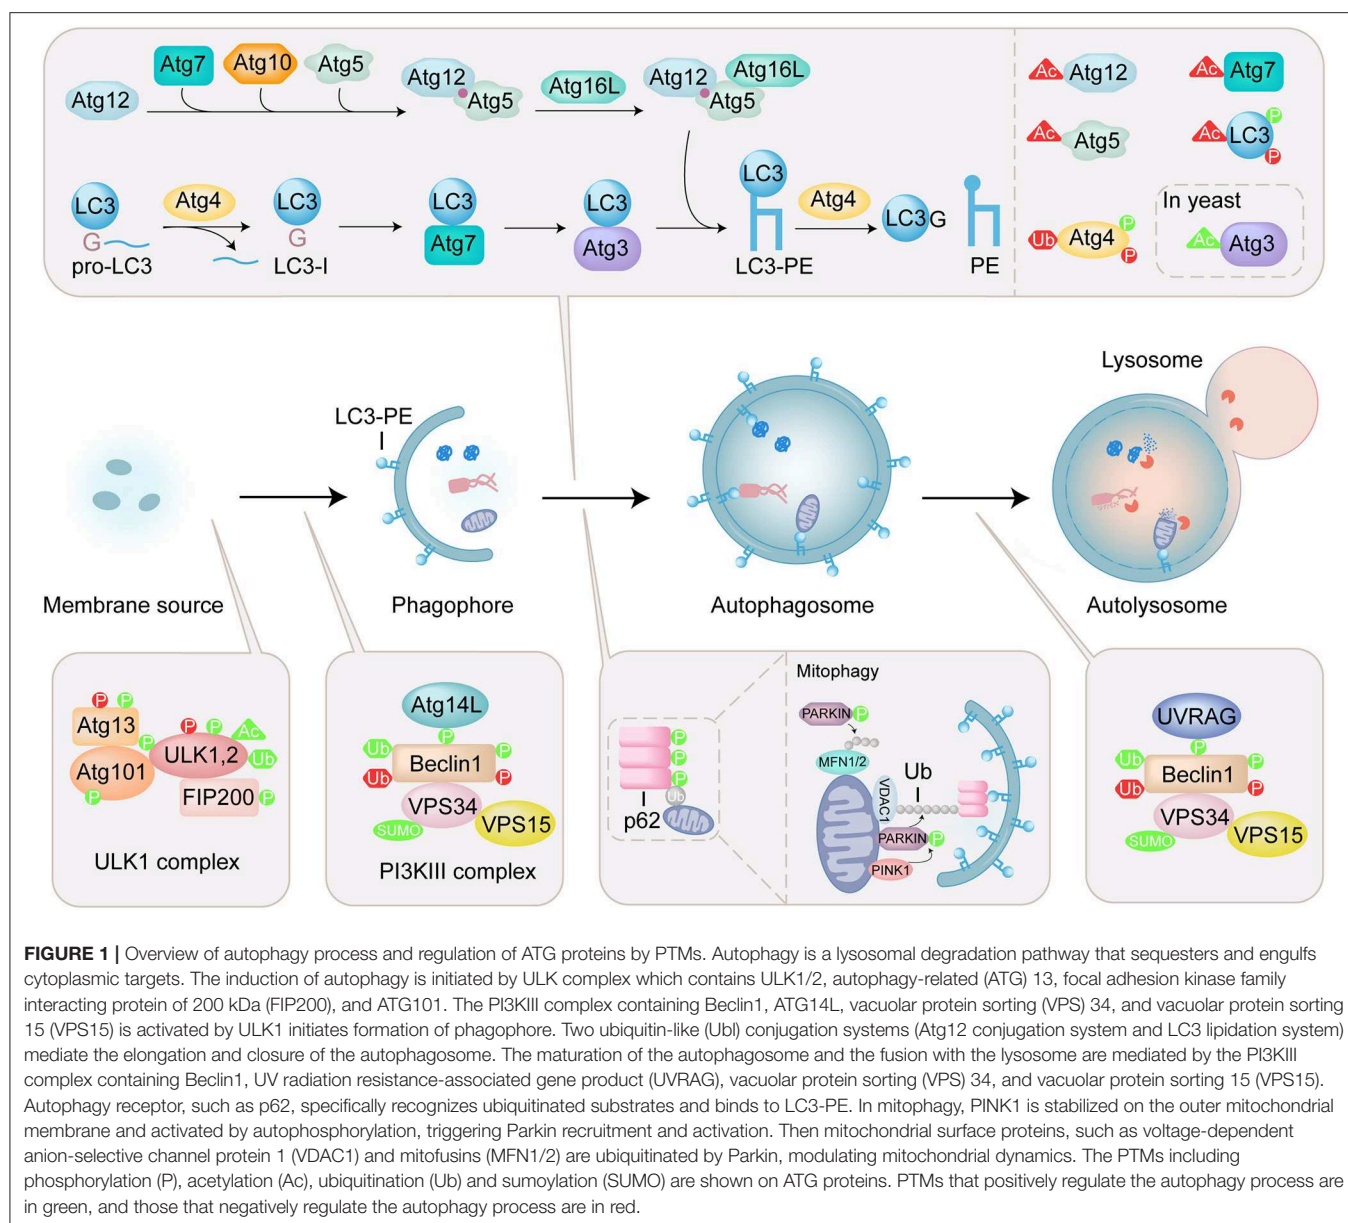 Atg7 Atg10 Atg5
Atg12
Atg12
Atg5
Atg16L
Atg12
Atg16L
Atg5
LC3
G
pro-LC3
Atg4
LC3
G
LC3-I
LC3
Atg7
LC3
Atg3
LC3
LC3-PE
Atg4
LC3 G
PE
Ac Atg12
Ac Atg7
Ac Atg5
Ac LC3 P P
Ub Atg4 P P
In yeast
Ac Atg3
LC3-PE
Lysosome
Membrane source
Phagophore
Autophagosome
Autolysosome
P P
Atg13
P P P Ac
ULK1,2
Ub
Atg101
P
FIP200 P
ULK1 complex
Atg14L
P
Ub P
Beclin1
Ub P
VPS34
SUMO
VPS15
PI3KIII complex
P
P
P
Ub
p62
Mitophagy
PARKIN P
MFN1/2
VDAC1
Ub
PARKIN P
PINK1
UVRAG
P
Ub P
Beclin1
Ub P
VPS34
SUMO
VPS15
FIGURE 1 | Overview of autophagy process and regulation of ATG proteins by PTMs. Autophagy is a lysosomal degradation pathway that sequesters and engulfs
cytoplasmic targets. The induction of autophagy is initiated by ULK complex which contains ULK1/2, autophagy-related (ATG) 13, focal adhesion kinase family
interacting protein of 200 kDa (FIP200), and ATG101. The PI3KIII complex containing Beclin1, ATG14L, vacuolar protein sorting (VPS) 34, and vacuolar protein sorting
15 (VPS15) is activated by ULK1 initiates formation of phagophore. Two ubiquitin-like (Ubl) conjugation systems (Atg12 conjugation system and LC3 lipidation system)
mediate the elongation and closure of the autophagosome. The maturation of the autophagosome and the fusion with the lysosome are mediated by the PI3KIII
complex containing Beclin1, UV radiation resistance-associated gene product (UVRAG), vacuolar protein sorting (VPS) 34, and vacuolar protein sorting 15 (VPS15).
Autophagy receptor, such as p62, specifically recognizes ubiquitinated substrates and binds to LC3-PE. In mitophagy, PINK1 is stabilized on the outer mitochondrial
membrane and activated by autophosphorylation, triggering Parkin recruitment and activation. Then mitochondrial surface proteins, such as voltage-dependent
anion-selective channel protein 1 (VDAC1) and mitofusins (MFN1/2) are ubiquitinated by Parkin, modulating mitochondrial dynamics. The PTMs including
phosphorylation (P), acetylation (Ac), ubiquitination (Ub) and sumoylation (SUMO) are shown on ATG proteins. PTMs that positively regulate the autophagy process are
in green, and those that negatively regulate the autophagy process are in red.